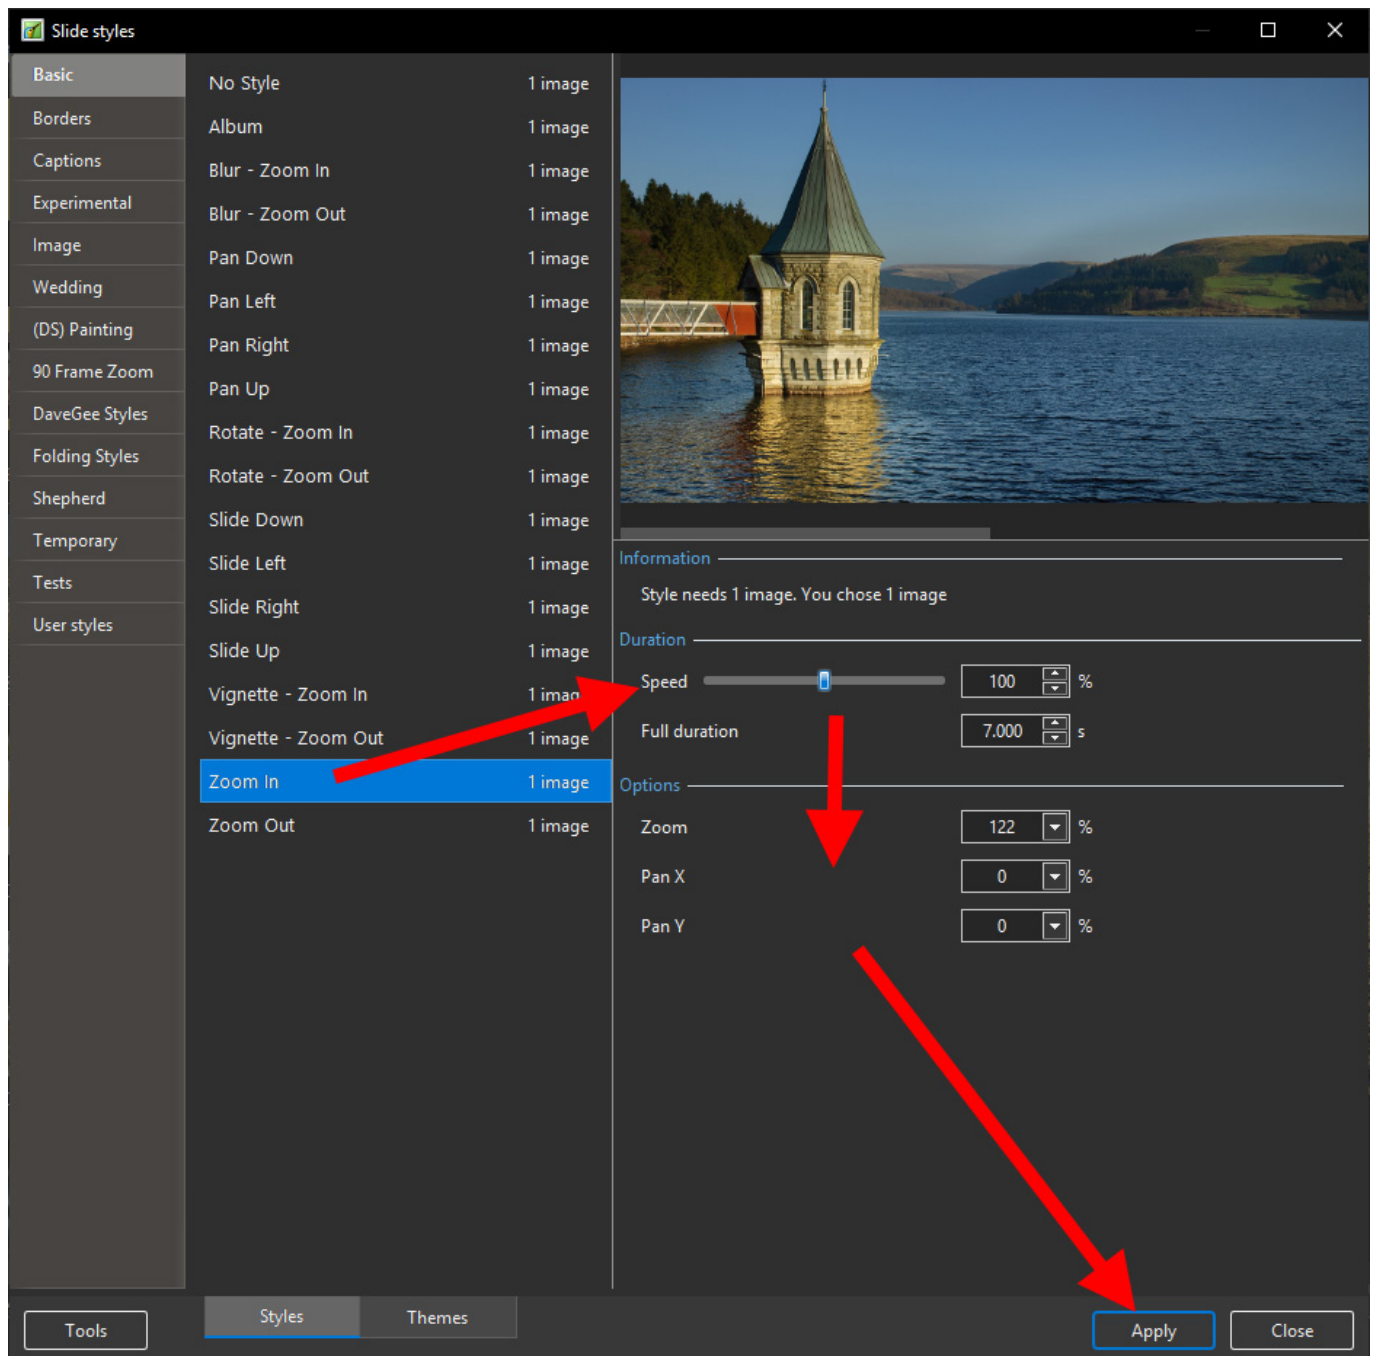 Slide styles
Basic
Borders
Captions
Experimental
Image
Wedding
(DS) Painting
90 Frame Zoom
DaveGee Styles
Folding Styles
Shepherd
Temporary
Tests
User styles
No Style 1 image
Album 1 image
Blur - Zoom In 1 image
Blur - Zoom Out 1 image
Pan Down 1 image
Pan Left 1 image
Pan Right 1 image
Pan Up 1 image
Rotate - Zoom In 1 image
Rotate - Zoom Out 1 image
Slide Down 1 image
Slide Left 1 image
Slide Right 1 image
Slide Up 1 image
Vignette - Zoom In 1 image
Vignette - Zoom Out 1 image
Zoom In 1 image
Zoom Out 1 image
Information
Style needs 1 image. You chose 1 image
Duration
Speed 100 %
Full duration 7.000 s
Options
Zoom 122 %
Pan X 0 %
Pan Y 0 %
Tools
Styles Themes
Apply Close